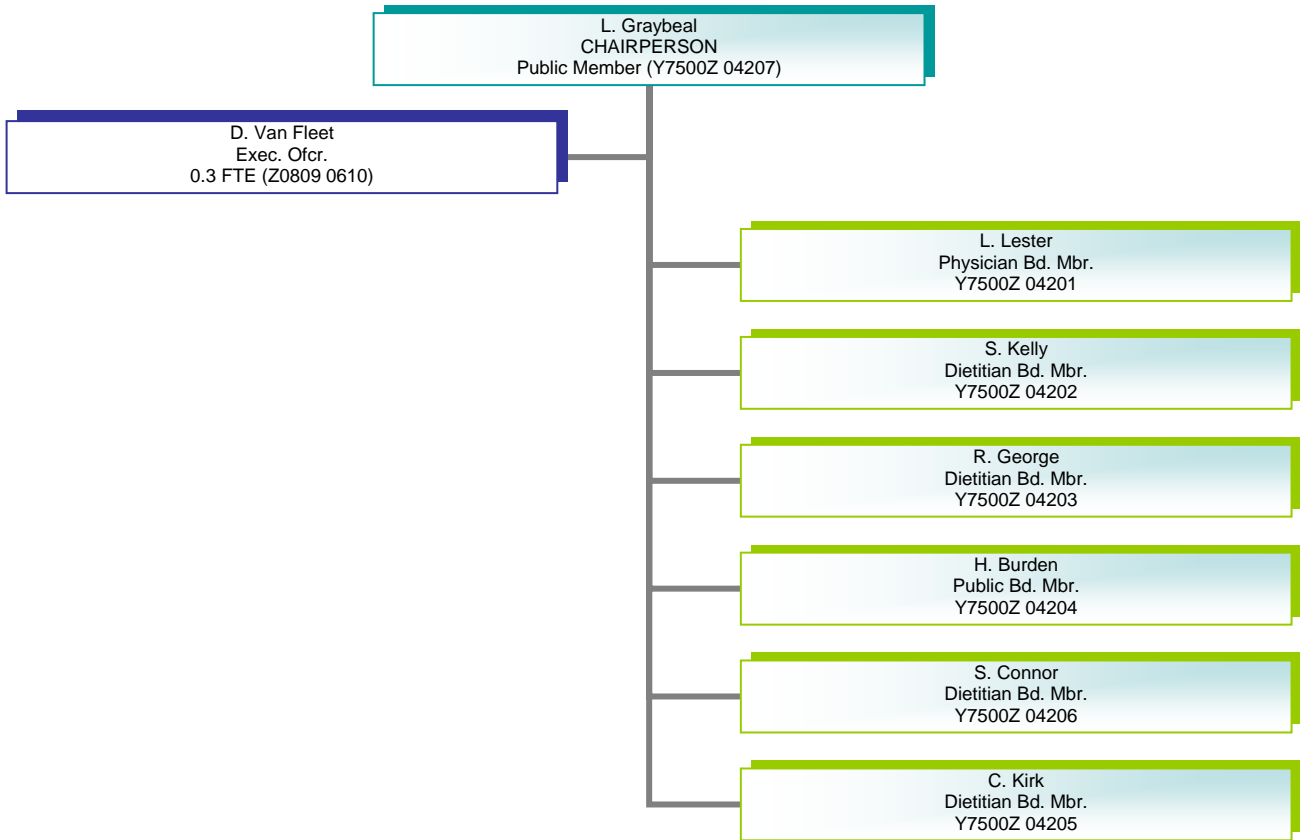 L. Graybeal
CHAIRPERSON
Public Member (Y7500Z 04207)
D. Van Fleet
Exec. Ofcr.
0.3 FTE (Z0809 0610)
L. Lester
Physician Bd. Mbr.
Y7500Z 04201
S. Kelly
Dietitian Bd. Mbr.
Y7500Z 04202
R. George
Dietitian Bd. Mbr.
Y7500Z 04203
H. Burden
Public Bd. Mbr.
Y7500Z 04204
S. Connor
Dietitian Bd. Mbr.
Y7500Z 04206
C. Kirk
Dietitian Bd. Mbr.
Y7500Z 04205